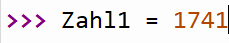 >>> Zahl1 = 1741